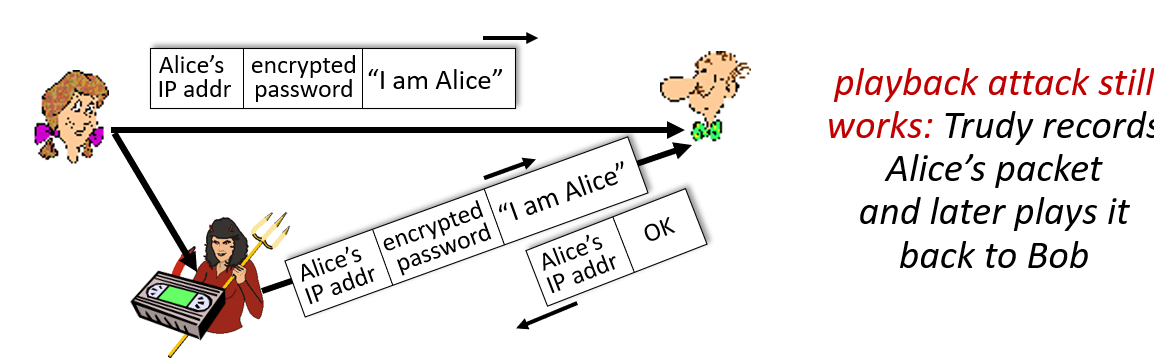 Alice’s
IP addr
encrypted
password
“I am Alice”
Alice’s
IP addr
encrypted
password
“I am Alice”
Alice’s
IP addr
OK
playback attack still
works: Trudy records
Alice’s packet
and later plays it
back to Bob